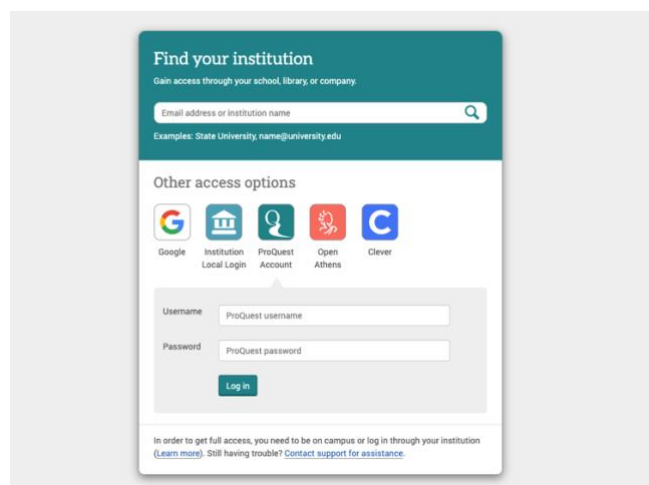 Find your institution
Gain access through your school, library, or company.
Email address or institution name
Examples: State University, name@university.edu
Other access options
Google
Institution Local Login
ProQuest Account
Open Athens
Clever
Username
ProQuest username
Password
ProQuest password
Log in
In order to get full access, you need to be on campus or log in through your institution
(Learn more). Still having trouble? Contact support for assistance.